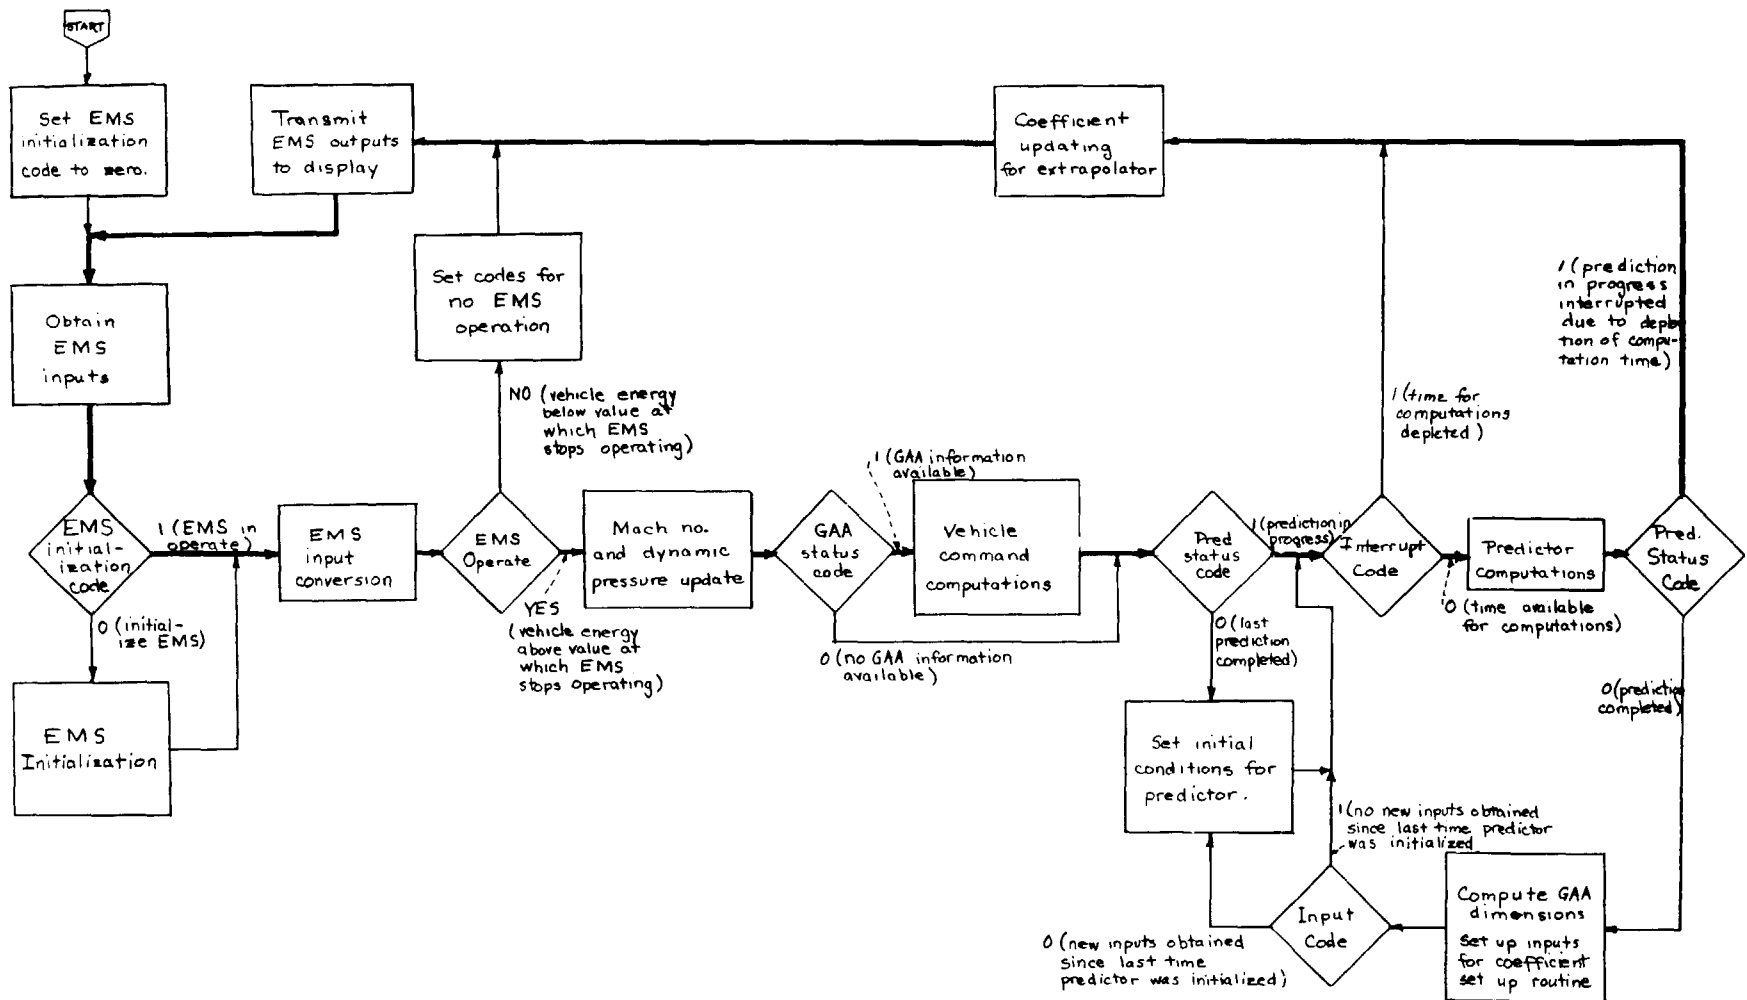 START
Set EMS
initialization
code to zero.
Transmit
EMS outputs
to display
Coefficient
updating
for extrapolator
Obtain
EMS
inputs
Set codes for
no EMS
operation
1 (prediction
in progress
interrupted
due to deple
tion of compu-
tation time)
NO (vehicle energy
below value at
which EMS
stops operating)
1 (time for
computations
depleted)
EMS
initial-
ization
code
1 (EMS in
operate)
EMS
input
conversion
EMS
Operate
YES
(vehicle energy
above value at
which EMS
stops operating)
Mach no.
and dynamic
pressure update
GAA
status
code
1 (GAA information
available)
0 (no GAA information
available)
Vehicle
command
computations
Pred
status
code
1 (prediction in
progress)
0 (last
prediction
completed)
Interrupt
Code
0 (time available
for computations)
Predictor
computations
Pred.
Status
Code
0 (prediction
completed)
0 (initial-
ize EMS)
EMS
Initialization
Set initial
conditions for
predictor.
1 (no new inputs obtained
since last time predictor
was initialized
Input
Code
0 (new inputs obtained
since last time
predictor was initialized)
Compute GAA
dimensions
Set up inputs
for coefficient
set up routine